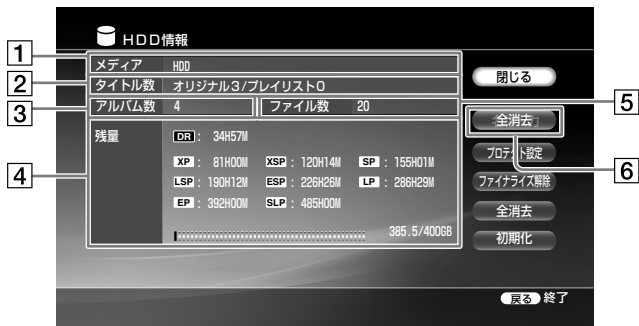 HDD情報
1 メディア HDD
2 タイトル数 オリジナル3/プレイリスト0
3 アルバム数 4 ファイル数 20 5
4 残量 DR : 34H57M
XP : 81H00M XSP : 120H14M SP : 155H01M
LSP : 190H12M ESP : 226H26M LP : 286H29M
EP : 392H00M SLP : 485H00M
385.5/400GB
閉じる
全消去
6
プロテクト設定
ファイナライズ解除
全消去
初期化
戻る 終了